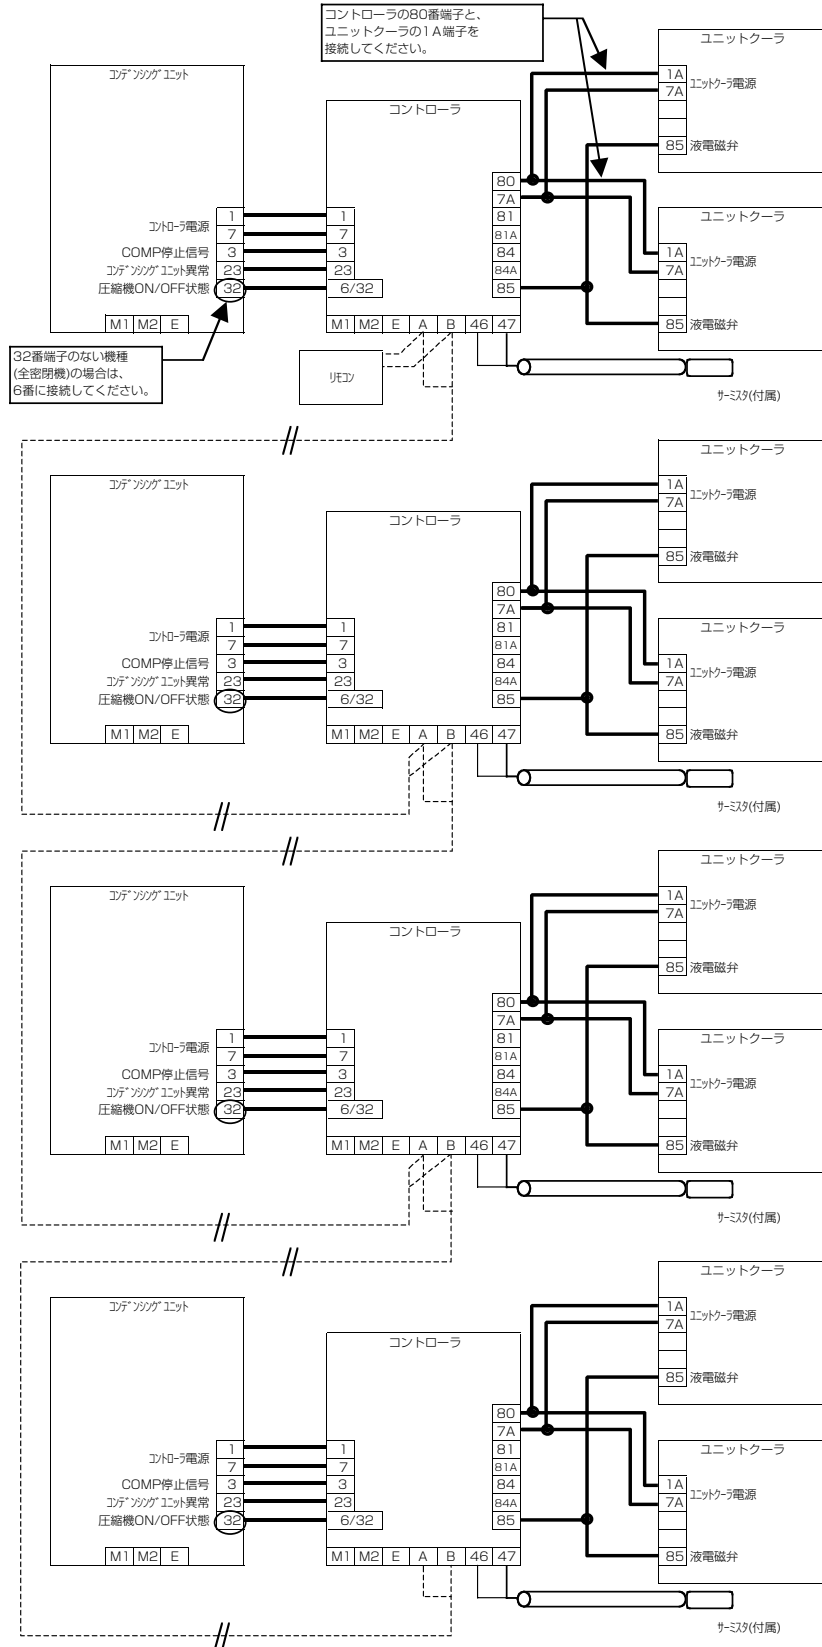 コントローラの80番端子と、
ユニットクーラの1A端子を
接続してください。
コンデンシングユニット
コントローラ
ユニットクーラ
1A
ユニットクーラ電源
7A
85 液電磁弁
80
7A
81
81A
84
84A
85
コントローラ電源
1
7
COMP停止信号 3
コンデンシングユニット異常 23
圧縮機ON/OFF状態 32
1
7
3
23
6/32
ユニットクーラ
1A
ユニットクーラ電源
7A
85 液電磁弁
M1 M2 E
M1 M2 E A B 46 47
32番端子のない機種
(全密閉機)の場合は、
6番に接続してください。
リモコン
サーミスタ(付属)
コンデンシングユニット
コントローラ
ユニットクーラ
1A
ユニットクーラ電源
7A
85 液電磁弁
80
7A
81
81A
84
84A
85
コントローラ電源
1
7
COMP停止信号 3
コンデンシングユニット異常 23
圧縮機ON/OFF状態 32
1
7
3
23
6/32
ユニットクーラ
1A
ユニットクーラ電源
7A
85 液電磁弁
M1 M2 E
M1 M2 E A B 46 47
サーミスタ(付属)
コンデンシングユニット
コントローラ
ユニットクーラ
1A
ユニットクーラ電源
7A
85 液電磁弁
80
7A
81
81A
84
84A
85
コントローラ電源
1
7
COMP停止信号 3
コンデンシングユニット異常 23
圧縮機ON/OFF状態 32
1
7
3
23
6/32
ユニットクーラ
1A
ユニットクーラ電源
7A
85 液電磁弁
M1 M2 E
M1 M2 E A B 46 47
サーミスタ(付属)
コンデンシングユニット
コントローラ
ユニットクーラ
1A
ユニットクーラ電源
7A
85 液電磁弁
80
7A
81
81A
84
84A
85
コントローラ電源
1
7
COMP停止信号 3
コンデンシングユニット異常 23
圧縮機ON/OFF状態 32
1
7
3
23
6/32
ユニットクーラ
1A
ユニットクーラ電源
7A
85 液電磁弁
M1 M2 E
M1 M2 E A B 46 47
サーミスタ(付属)